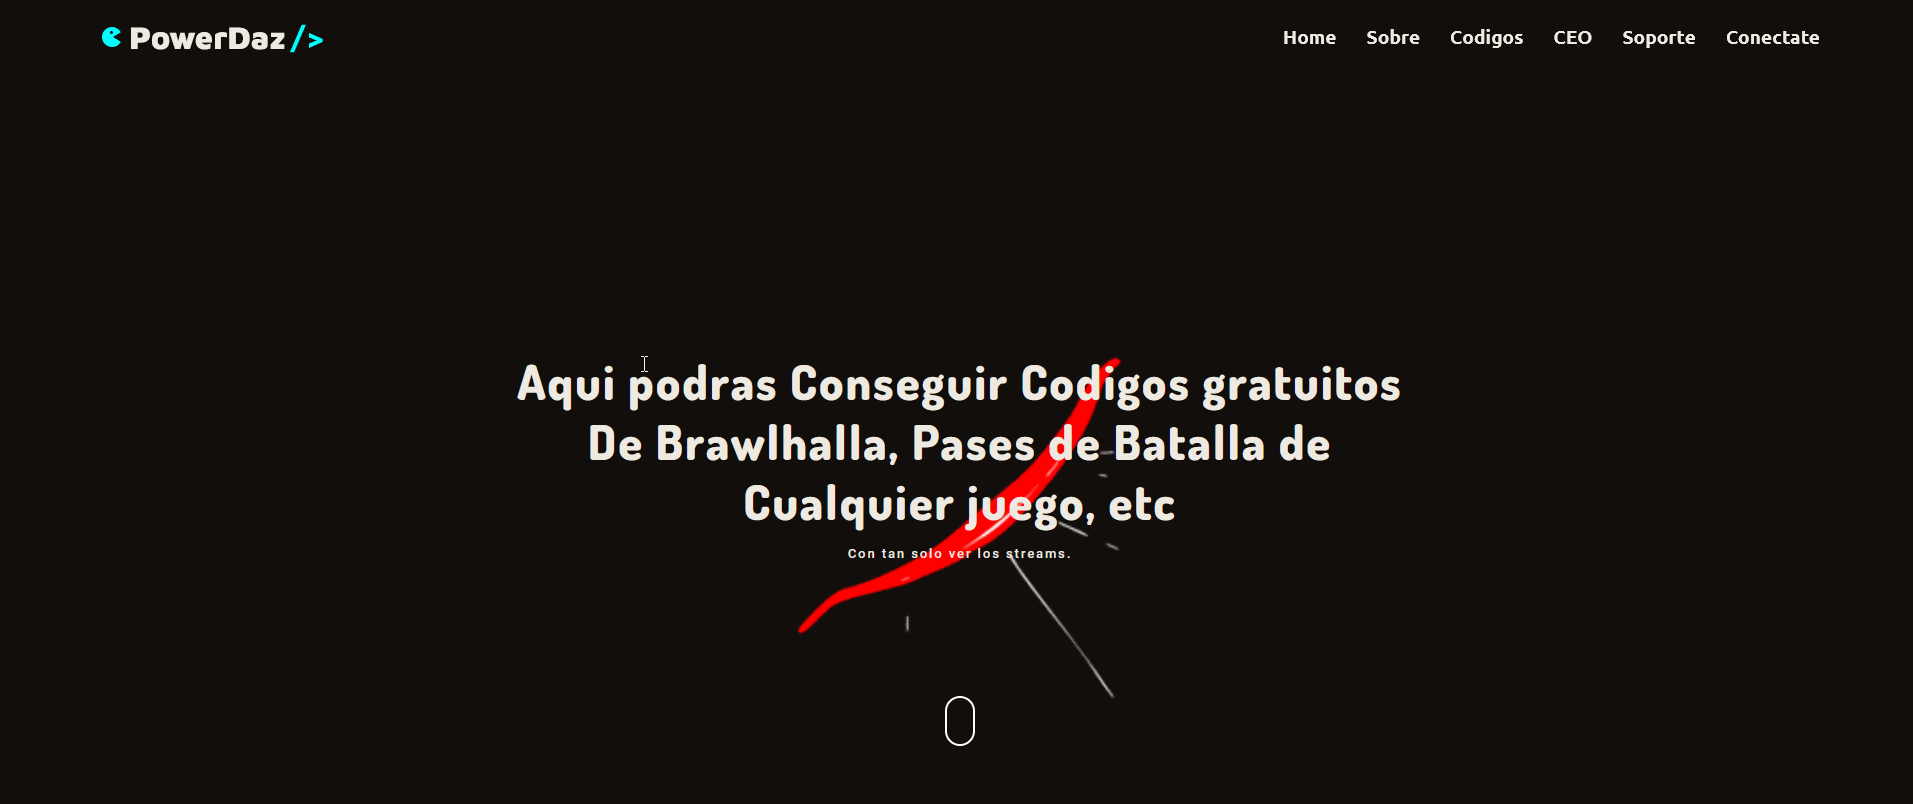 PowerDaz />
Home Sobre Codigos CEO Soporte Conectate
Aqui podras Conseguir Codigos gratuitos
De Brawlhalla, Pases de Batalla de
Cualquier juego, etc
Con tan solo ver los streams.